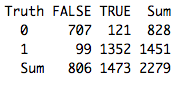 Truth FALSE TRUE Sum
0 707 121 828
1 99 1352 1451
Sum 806 1473 2279